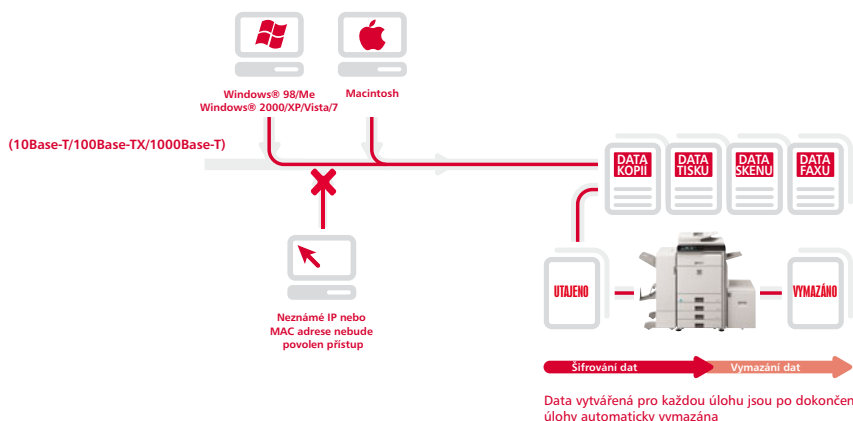 Windows® 98/Me
Windows® 2000/XP/Vista/7
Macintosh
(10Base-T/100Base-TX/1000Base-T)
DATA
KOPIÍ
DATA
TISKU
DATA
SKENU
DATA
FAXU
Neznámé IP nebo
MAC adrese nebude
povolen přístup
UTAJENO
VYMAZÁNO
Šifrování dat
Vymazání dat
Data vytvářená pro každou úlohu jsou po dokončen
úlohy automaticky vymazána